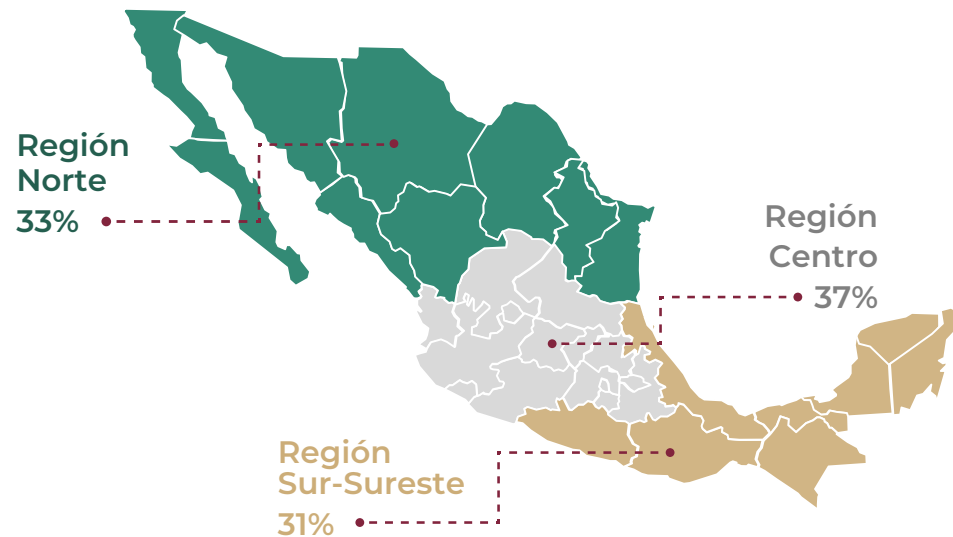 Región
Norte
33%
Región
Centro
37%
Región
Sur-Sureste
31%